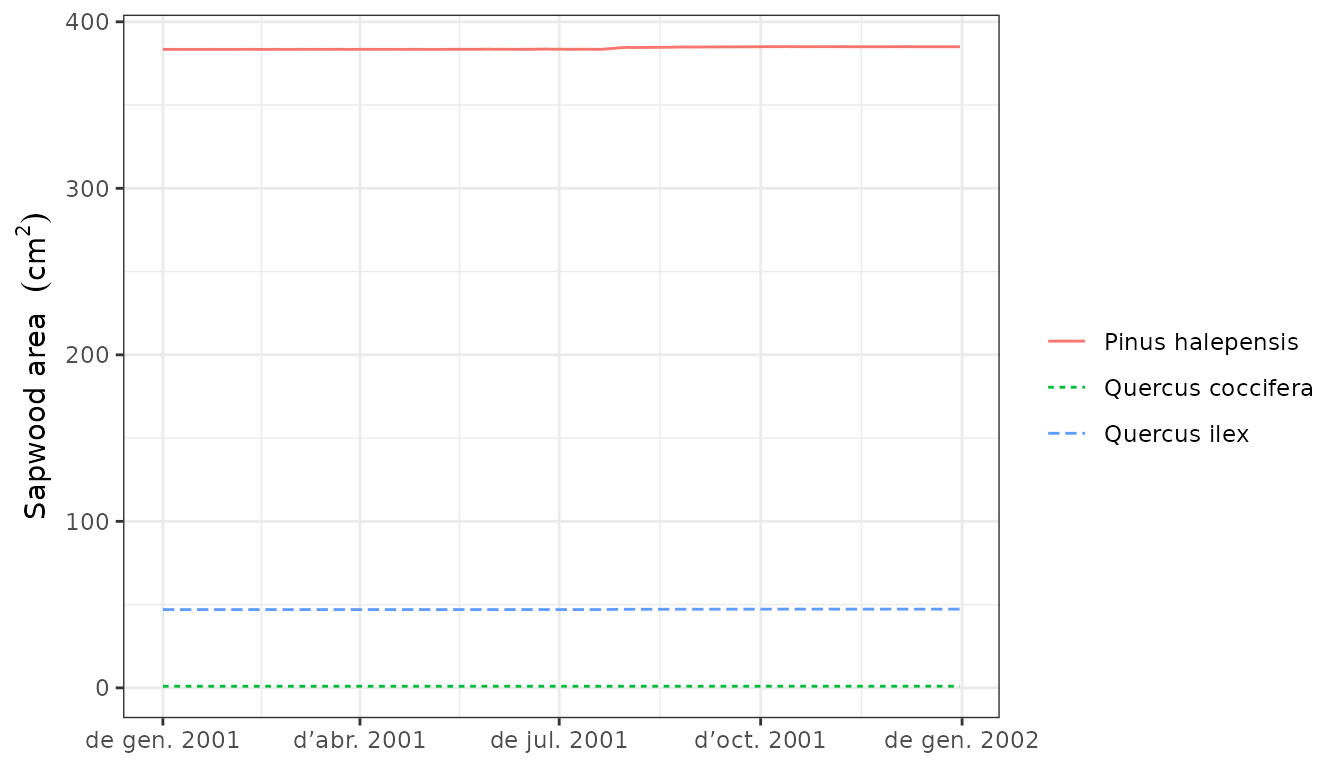 400
300
200
100
0
Sapwood area (cm²)
de gen. 2001
d’abr. 2001
de jul. 2001
d’oct. 2001
de gen. 2002
Pinus halepensis
Quercus coccifera
Quercus ilex